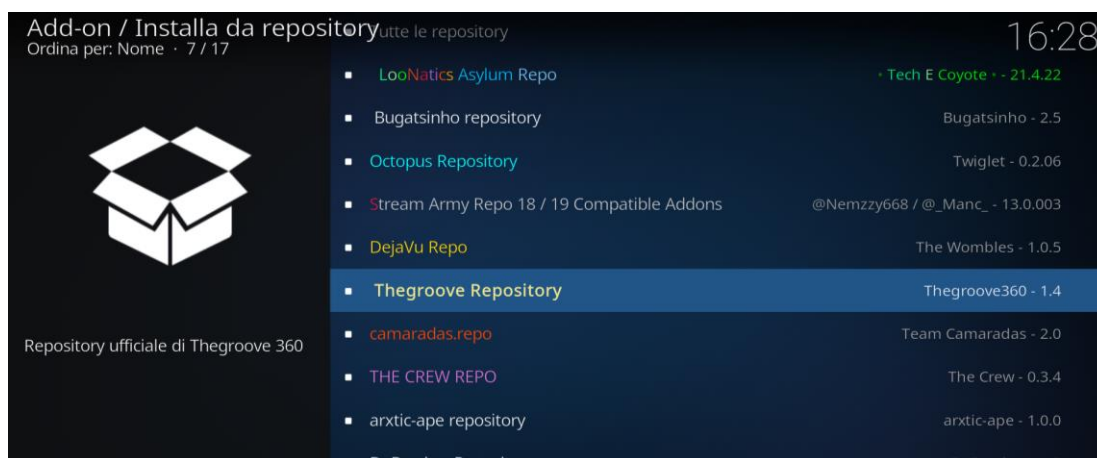 Add-on / Installa da repository
Ordina per: Nome · 7 / 17
Tutte le repository
16:28
LooNatics Asylum Repo
• Tech E Coyote • - 21.4.22
Bugatsinho repository
Bugatsinho - 2.5
Octopus Repository
Twiglet - 0.2.06
Stream Army Repo 18 / 19 Compatible Addons
@Nemzzy668 / @_Manc_ - 13.0.003
DejaVu Repo
The Wombles - 1.0.5
Thegroove Repository
Thegroove360 - 1.4
Repository ufficiale di Thegroove 360
camaradas.repo
Team Camaradas - 2.0
THE CREW REPO
The Crew - 0.3.4
arxtic-ape repository
arxtic-ape - 1.0.0